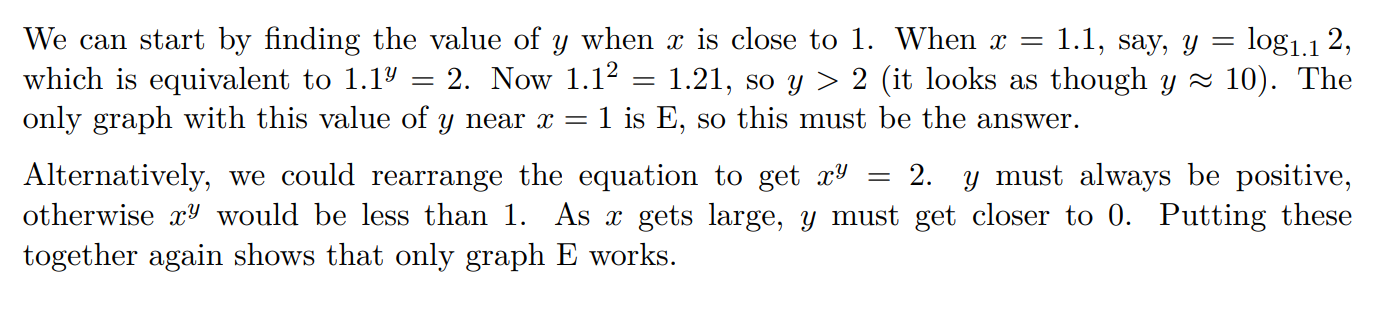 We can start by finding the value of y when x is close to 1. When x = 1.1, say, y = log₁.₁ 2,
which is equivalent to 1.1ʸ = 2. Now 1.1² = 1.21, so y > 2 (it looks as though y ≈ 10). The
only graph with this value of y near x = 1 is E, so this must be the answer.
Alternatively, we could rearrange the equation to get xʸ = 2. y must always be positive,
otherwise xʸ would be less than 1. As x gets large, y must get closer to 0. Putting these
together again shows that only graph E works.